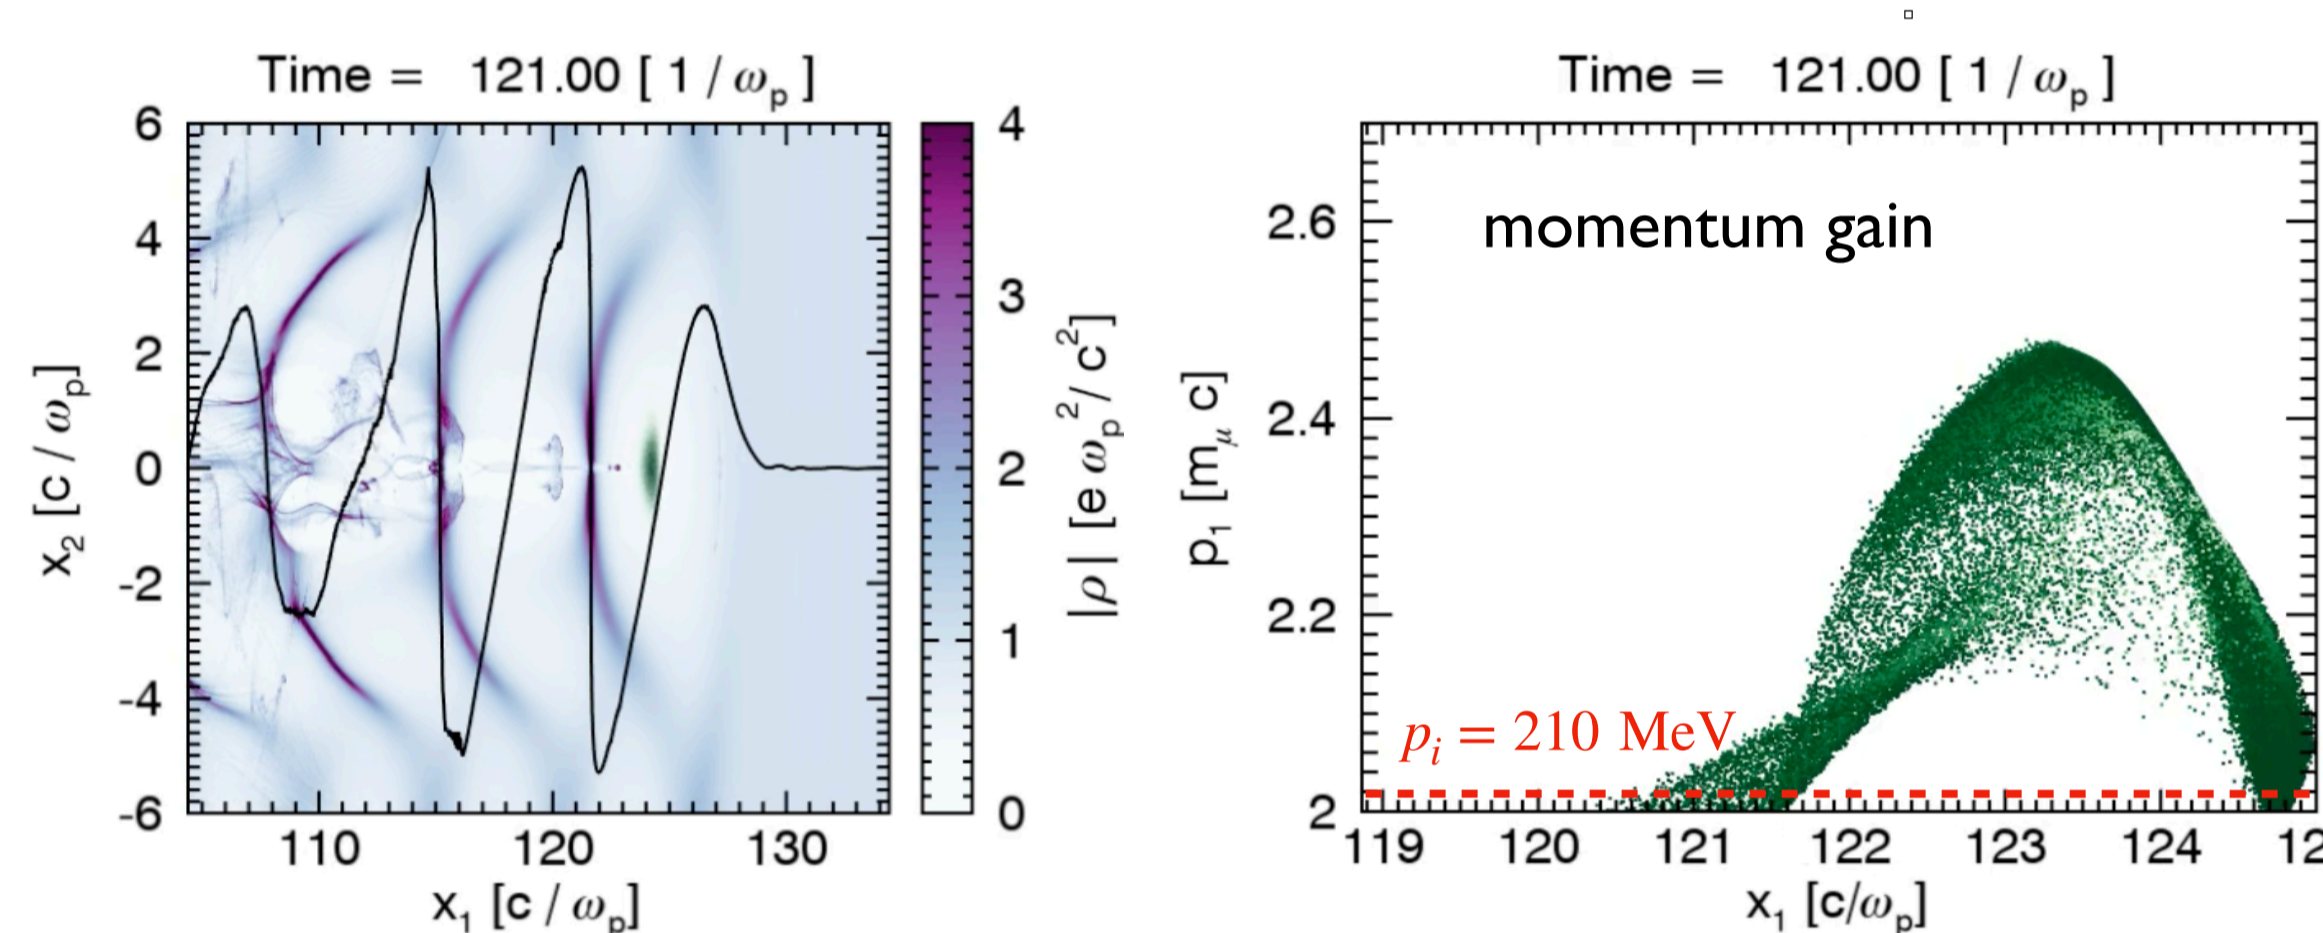 Time = 121.00 [ 1 / ωp ]
6
4
2
0
-2
-4
-6
x2 [c / ωp]
110 120 130
x1 [c / ωp]
4
3
2
1
0
|ρ| [e ωp²/ c²]
Time = 121.00 [ 1 / ωp ]
momentum gain
2.6
2.4
2.2
2
p1 [mμ c]
pi = 210 MeV
119 120 121 122 123 124 12
x1 [c/ωp]